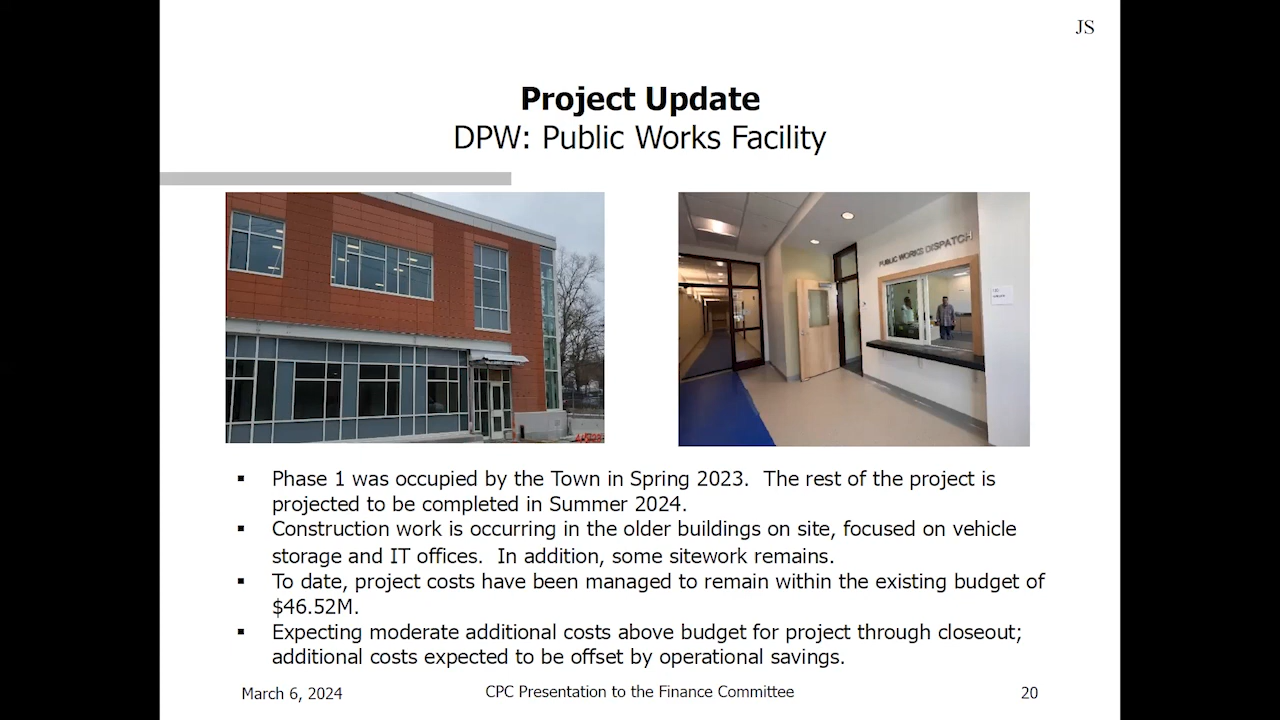 JS
Project Update
DPW: Public Works Facility
PUBLIC WORKS DISPATCH
▪ Phase 1 was occupied by the Town in Spring 2023. The rest of the project is
projected to be completed in Summer 2024.
▪ Construction work is occurring in the older buildings on site, focused on vehicle
storage and IT offices. In addition, some sitework remains.
▪ To date, project costs have been managed to remain within the existing budget of
$46.52M.
▪ Expecting moderate additional costs above budget for project through closeout;
additional costs expected to be offset by operational savings.
March 6, 2024
CPC Presentation to the Finance Committee
20